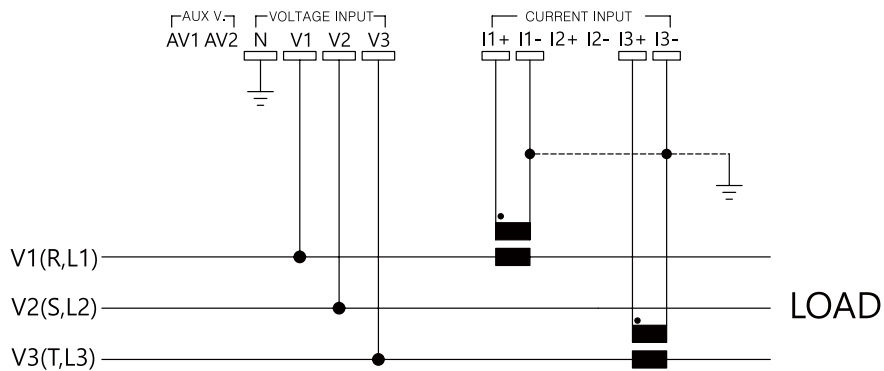 AUX V. VOLTAGE INPUT CURRENT INPUT
AV1 AV2 N V1 V2 V3 I1+ I1- I2+ I2- I3+ I3-
V1(R,L1)
V2(S,L2) LOAD
V3(T,L3)